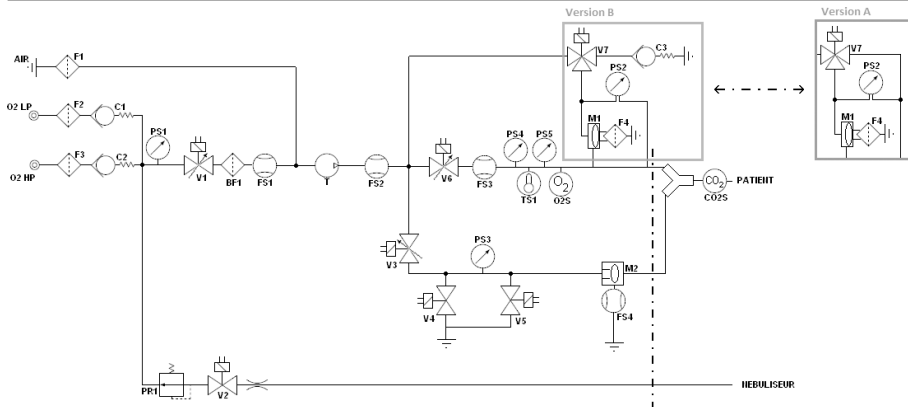 Version B
Version A
V7
C3
PS2
M1
F4
V7
PS2
M1
F4
AIR
F1
O2 LP
F2
C1
O2 HP
F3
C2
PS1
V1
BF1
FS1
T
FS2
V6
FS3
PS4
PS5
TS1
O2
O2S
CO2
CO2S
PATIENT
V3
PS3
V4
V5
M2
FS4
PR1
V2
NEBULISEUR